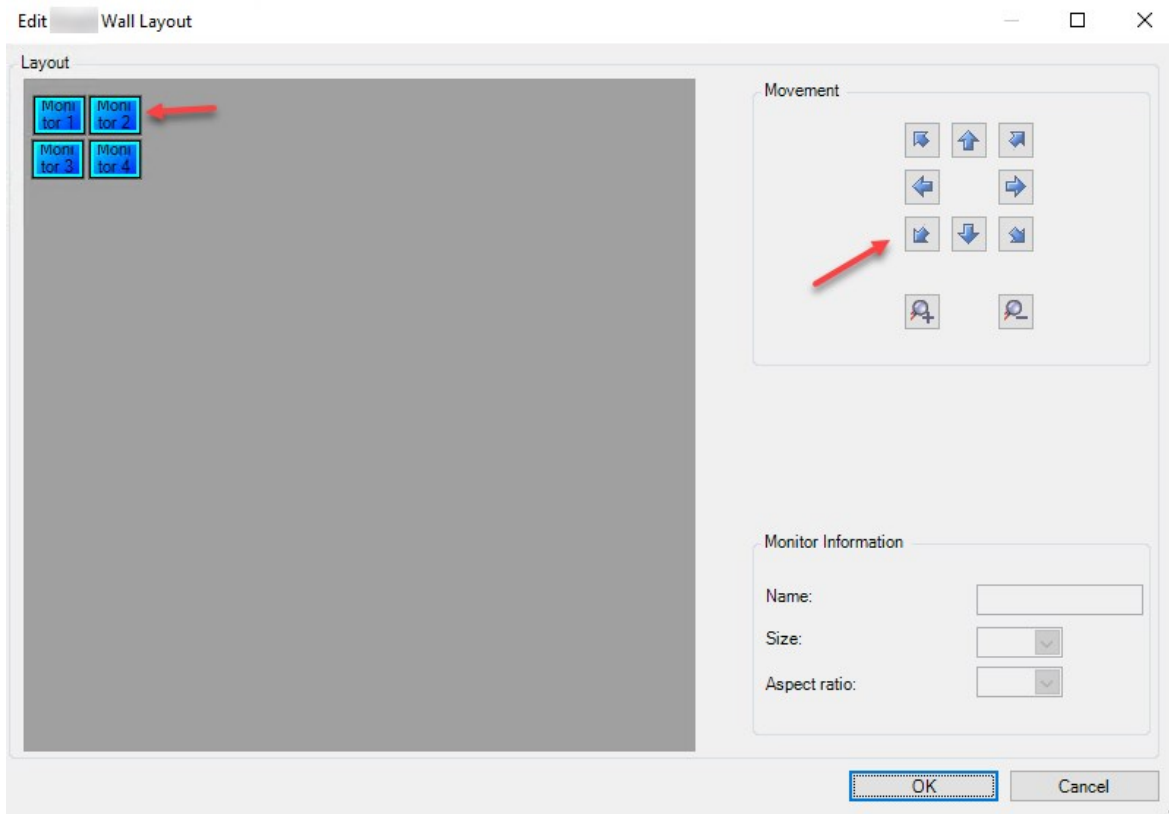 Edit Wall Layout
Layout
Moni
tor 1
Moni
tor 2
Moni
tor 3
Moni
tor 4
Movement
Monitor Information
Name:
Size:
Aspect ratio:
OK
Cancel